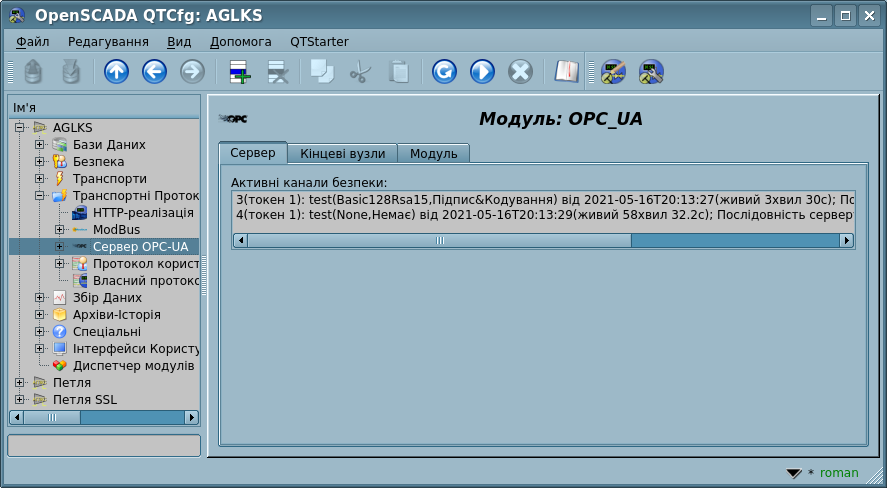 OpenSCADA QTCfg: AGLKS
Файл Редагування Вид Допомога QTStarter
Ім'я
AGLKS
Бази Даних
Безпека
Транспорти
Транспортні Проток
HTTP-реалізація
ModBus
Сервер OPC-UA
Протокол корист
Власний протоко
Збір Даних
Архіви-Історія
Спеціальні
Інтерфейси Користу
Диспетчер модулів
Петля
Петля SSL
OPC
Модуль: OPC_UA
Сервер Кінцеві вузли Модуль
Активні канали безпеки:
3(токен 1): test(Basic128Rsa15,Підпис&Кодування) від 2021-05-16T20:13:27(живий 3хвил 30с); Пос
4(токен 1): test(None,Немає) від 2021-05-16T20:13:29(живий 58хвил 32.2с); Послідовність сервер
* roman